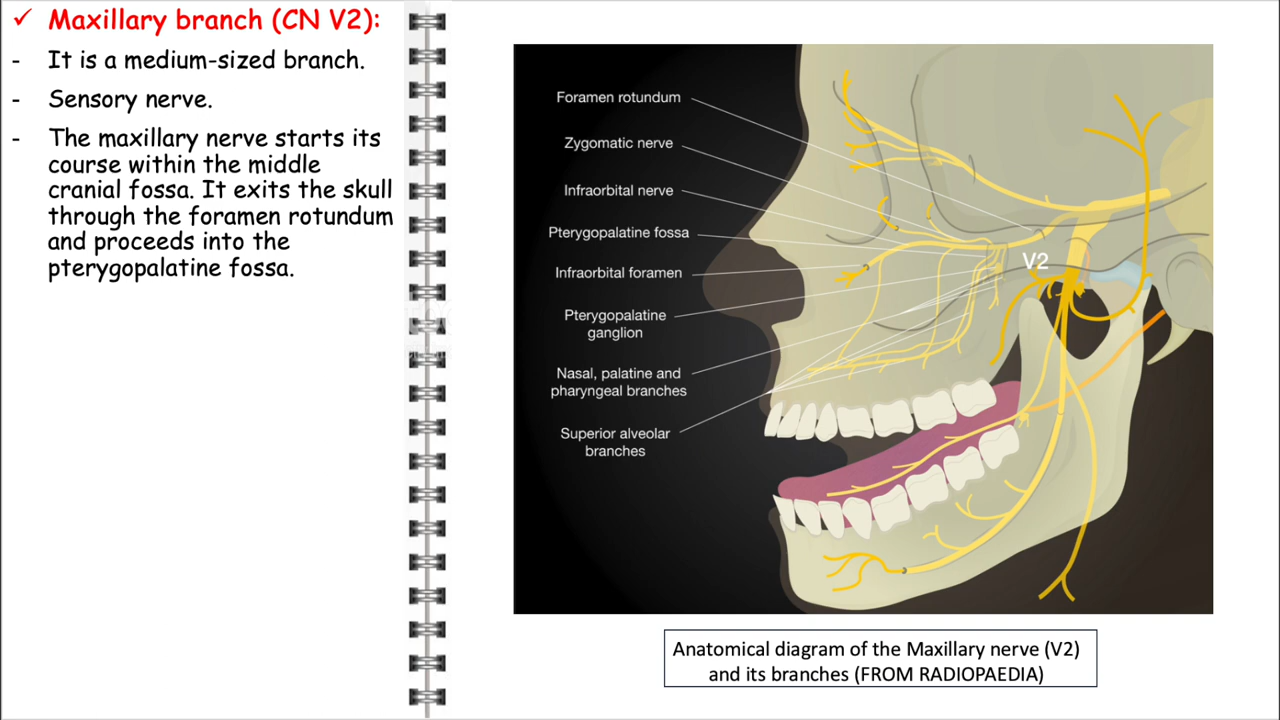 ✓ Maxillary branch (CN V2):
- It is a medium-sized branch.
- Sensory nerve.
- The maxillary nerve starts its
course within the middle
cranial fossa. It exits the skull
through the foramen rotundum
and proceeds into the
pterygopalatine fossa.
Foramen rotundum
Zygomatic nerve
Infraorbital nerve
Pterygopalatine fossa
Infraorbital foramen
Pterygopalatine
ganglion
Nasal, palatine and
pharyngeal branches
Superior alveolar
branches
V2
Anatomical diagram of the Maxillary nerve (V2)
and its branches (FROM RADIOPAEDIA)